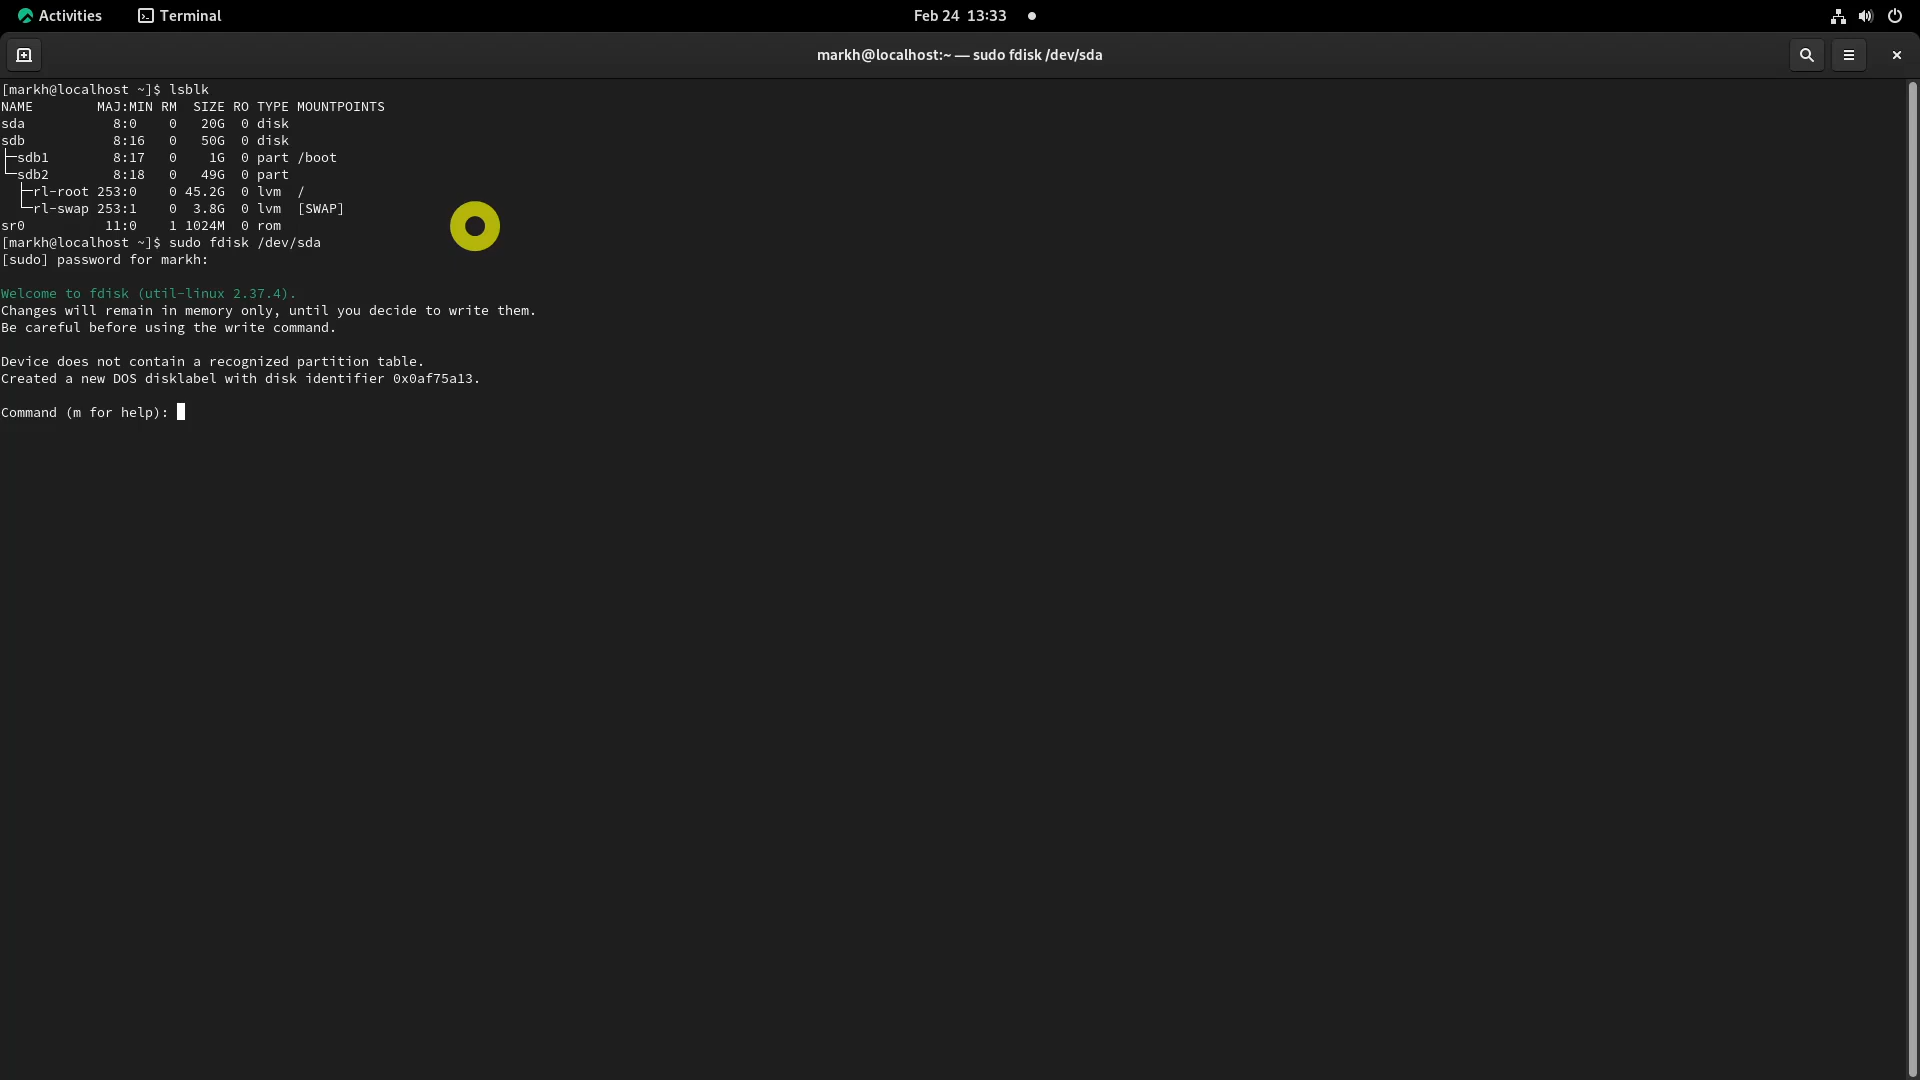 Activities Terminal Feb 24 13:33
markh@localhost:~ — sudo fdisk /dev/sda
[markh@localhost ~]$ lsblk
NAME        MAJ:MIN RM  SIZE RO TYPE MOUNTPOINTS
sda           8:0    0   20G  0 disk
sdb           8:16   0   50G  0 disk
├─sdb1        8:17   0    1G  0 part /boot
└─sdb2        8:18   0   49G  0 part
  ├─rl-root 253:0    0 45.2G  0 lvm  /
  └─rl-swap 253:1    0  3.8G  0 lvm  [SWAP]
sr0          11:0    1 1024M  0 rom
[markh@localhost ~]$ sudo fdisk /dev/sda
[sudo] password for markh:
Welcome to fdisk (util-linux 2.37.4).
Changes will remain in memory only, until you decide to write them.
Be careful before using the write command.
Device does not contain a recognized partition table.
Created a new DOS disklabel with disk identifier 0x0af75a13.
Command (m for help):